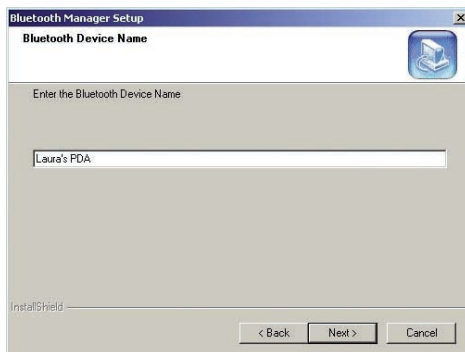 Bluetooth Manager Setup
Bluetooth Device Name
Enter the Bluetooth Device Name
Laura's PDA
InstallShield
< Back Next > Cancel